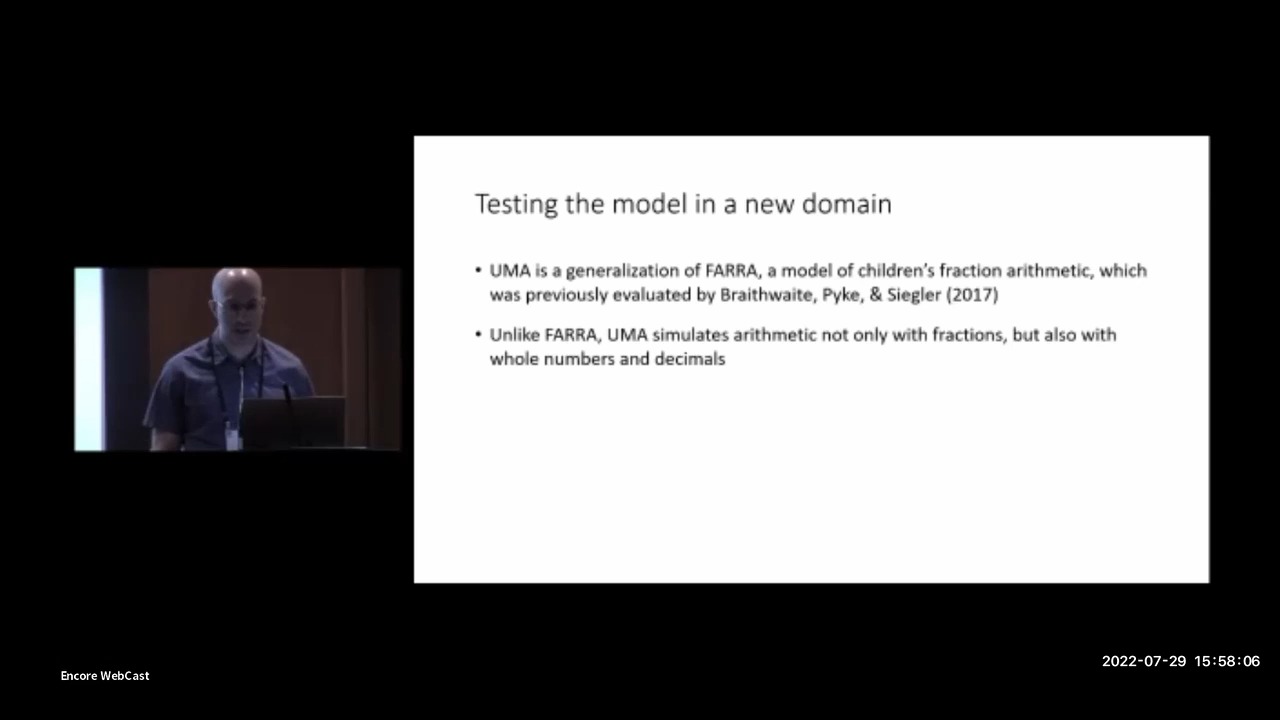 Testing the model in a new domain
• UMA is a generalization of FARRA, a model of children's fraction arithmetic, which
was previously evaluated by Braithwaite, Pyke, & Siegler (2017)
• Unlike FARRA, UMA simulates arithmetic not only with fractions, but also with
whole numbers and decimals
2022-07-29 15:58:06
Encore WebCast